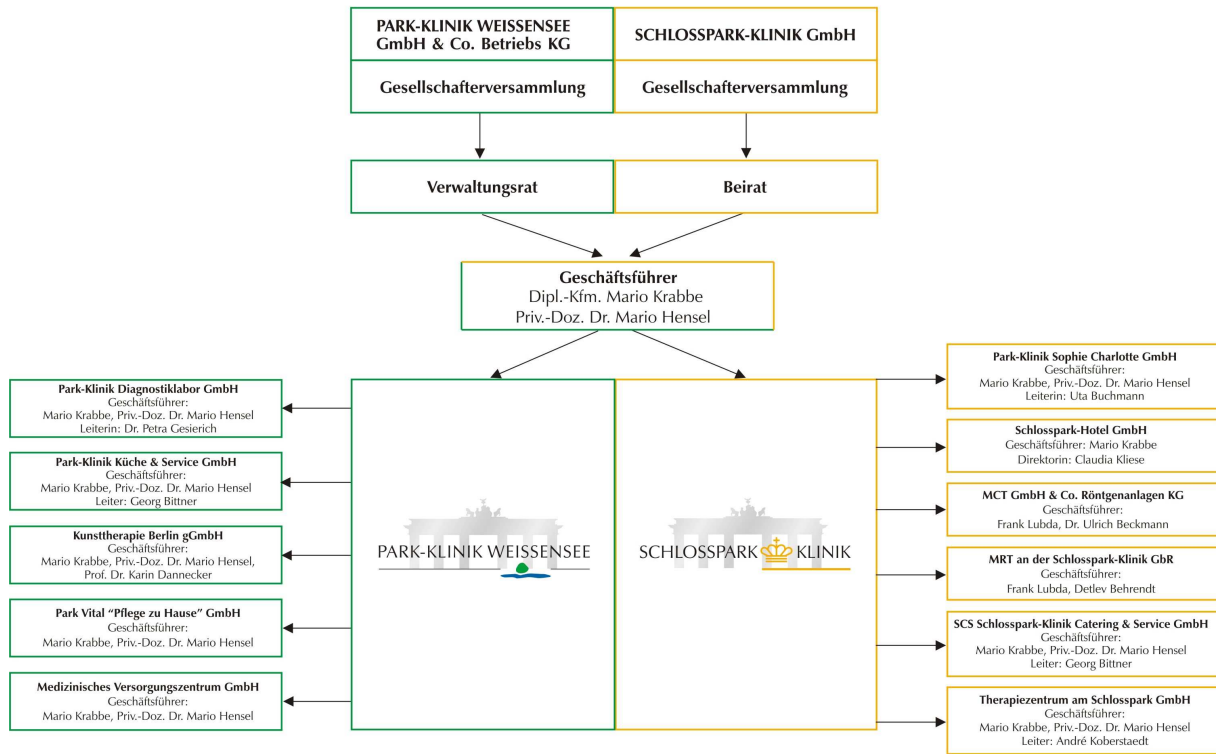 PARK-KLINIK WEISSENSEE
GmbH & Co. Betriebs KG
SCHLOSSPARK-KLINIK GmbH
Gesellschafterversammlung
Gesellschafterversammlung
Verwaltungsrat
Beirat
Geschäftsführer
Dipl.-Kfm. Mario Krabbe
Priv.-Doz. Dr. Mario Hensel
Park-Klinik Diagnostiklabor GmbH
Geschäftsführer:
Mario Krabbe, Priv.-Doz. Dr. Mario Hensel
Leiterin: Dr. Petra Gesierich
Park-Klinik Küche & Service GmbH
Geschäftsführer:
Mario Krabbe, Priv.-Doz. Dr. Mario Hensel
Leiter: Georg Bittner
Kunsttherapie Berlin gGmbH
Geschäftsführer:
Mario Krabbe, Priv.-Doz. Dr. Mario Hensel,
Prof. Dr. Karin Dannecker
Park Vital “Pflege zu Hause” GmbH
Geschäftsführer:
Mario Krabbe, Priv.-Doz. Dr. Mario Hensel
Medizinisches Versorgungszentrum GmbH
Geschäftsführer:
Mario Krabbe, Priv.-Doz. Dr. Mario Hensel
PARK-KLINIK WEISSENSEE
SCHLOSSPARK KLINIK
Park-Klinik Sophie Charlotte GmbH
Geschäftsführer:
Mario Krabbe, Priv.-Doz. Dr. Mario Hensel
Leiterin: Uta Buchmann
Schlosspark-Hotel GmbH
Geschäftsführer: Mario Krabbe
Direktorin: Claudia Kliese
MCT GmbH & Co. Röntgenanlagen KG
Geschäftsführer:
Frank Lubda, Dr. Ulrich Beckmann
MRT an der Schlosspark-Klinik GbR
Geschäftsführer:
Frank Lubda, Detlev Behrendt
SCS Schlosspark-Klinik Catering & Service GmbH
Geschäftsführer:
Mario Krabbe, Priv.-Doz. Dr. Mario Hensel
Leiter: Georg Bittner
Therapiezentrum am Schlosspark GmbH
Geschäftsführer:
Mario Krabbe, Priv.-Doz. Dr. Mario Hensel
Leiter: André Koberstaedt